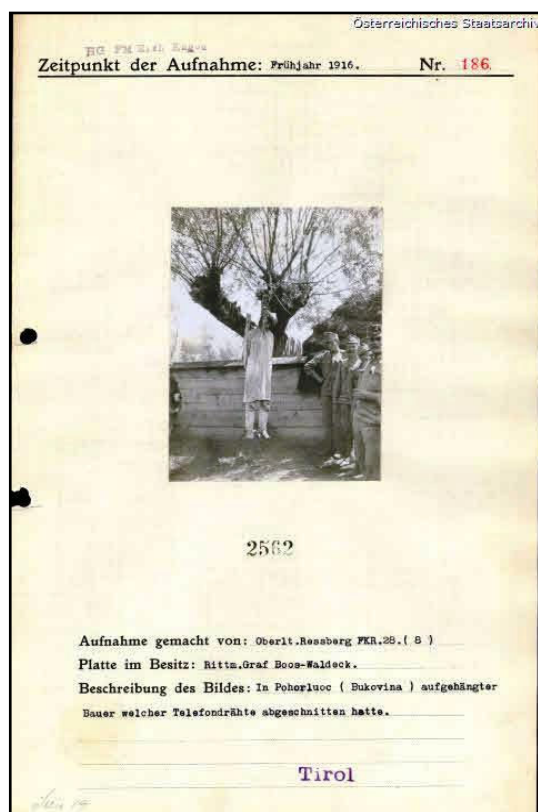 Österreichisches Staatsarchiv
Zeitpunkt der Aufnahme: Frühjahr 1916. Nr. 186.
2562
Aufnahme gemacht von: Oberlt.Ressberg FKR.28.( 8 )
Platte im Besitz: Rittm.Graf Boos-Waldeck.
Beschreibung des Bildes: In Pohorluoc ( Bukovina ) aufgehängter
Bauer welcher Telefondrähte abgeschnitten hatte.
Tirol